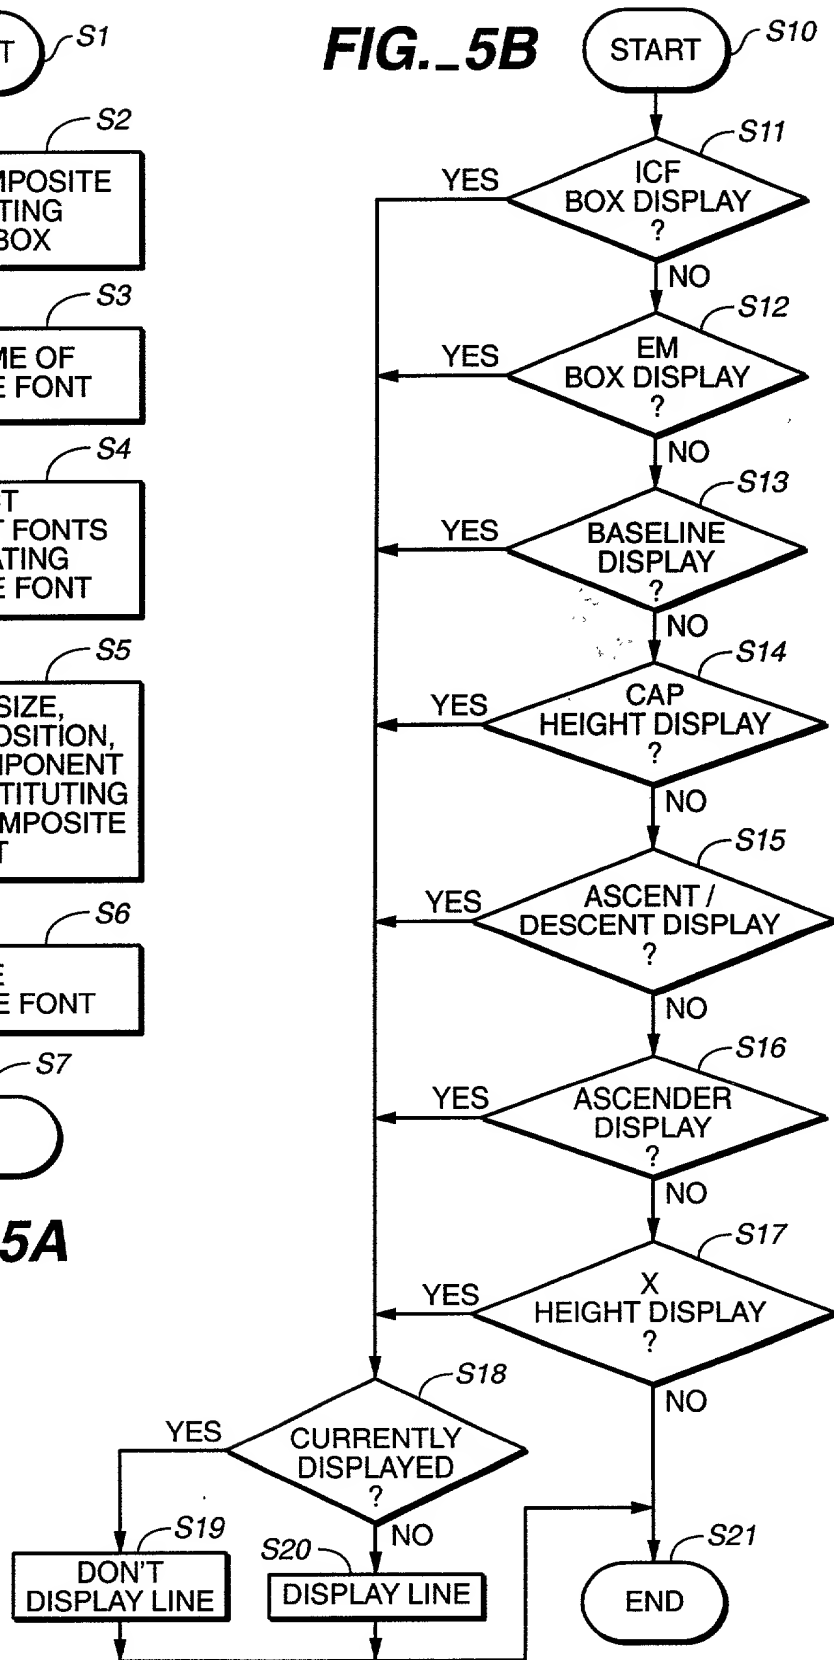 S1
T
S2
MPOSITE
TING
BOX
S3
ME OF
E FONT
S4
CT
T FONTS
ATING
E FONT
S5
SIZE,
OSITION,
MPONENT
TITUTING
OMPOSITE
T
S6
E
E FONT
S7
5A
FIG._5B
START
S10
S11
ICF
BOX DISPLAY
?
YES
NO
S12
EM
BOX DISPLAY
?
YES
NO
S13
BASELINE
DISPLAY
?
YES
NO
S14
CAP
HEIGHT DISPLAY
?
YES
NO
S15
ASCENT /
DESCENT DISPLAY
?
YES
NO
S16
ASCENDER
DISPLAY
?
YES
NO
S17
X
HEIGHT DISPLAY
?
YES
NO
S18
CURRENTLY
DISPLAYED
?
YES
NO
S19
DON'T
DISPLAY LINE
S20
DISPLAY LINE
S21
END